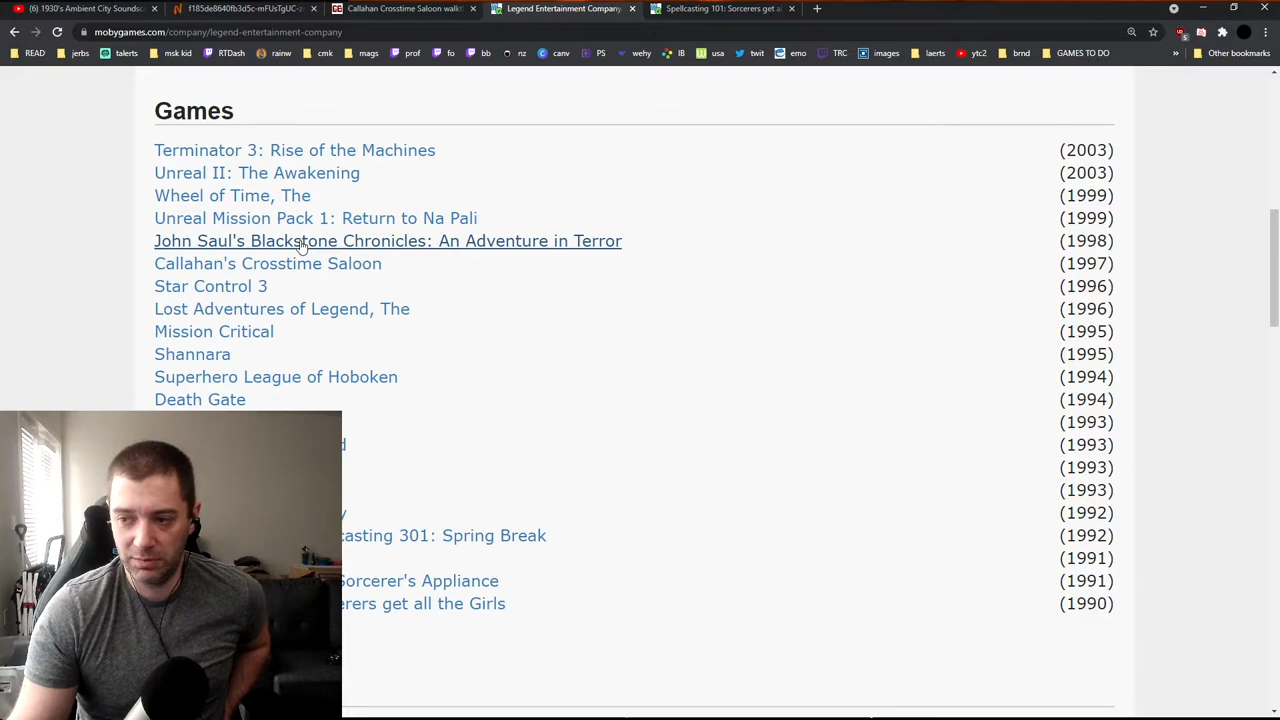 (6) 1930's Ambient City Soundsc
f185de8640fb3d5c-mFUsTgUC-z
Callahan Crosstime Saloon walkt
Legend Entertainment Company
Spellcasting 101: Sorcerers get al
mobygames.com/company/legend-entertainment-company
READ jerbs talerts msk kid RTDash rainw cmk mags prof fo bb nz canv PS wehy IB usa twit emo TRC images laerts ytc2 brnd GAMES TO DO » Other bookmarks
Games
Terminator 3: Rise of the Machines (2003)
Unreal II: The Awakening (2003)
Wheel of Time, The (1999)
Unreal Mission Pack 1: Return to Na Pali (1999)
John Saul's Blackstone Chronicles: An Adventure in Terror (1998)
Callahan's Crosstime Saloon (1997)
Star Control 3 (1996)
Lost Adventures of Legend, The (1996)
Mission Critical (1995)
Shannara (1995)
Superhero League of Hoboken (1994)
Death Gate (1994)
(1993)
(1993)
(1993)
(1993)
(1992)
casting 301: Spring Break (1992)
(1991)
Sorcerer's Appliance (1991)
erers get all the Girls (1990)